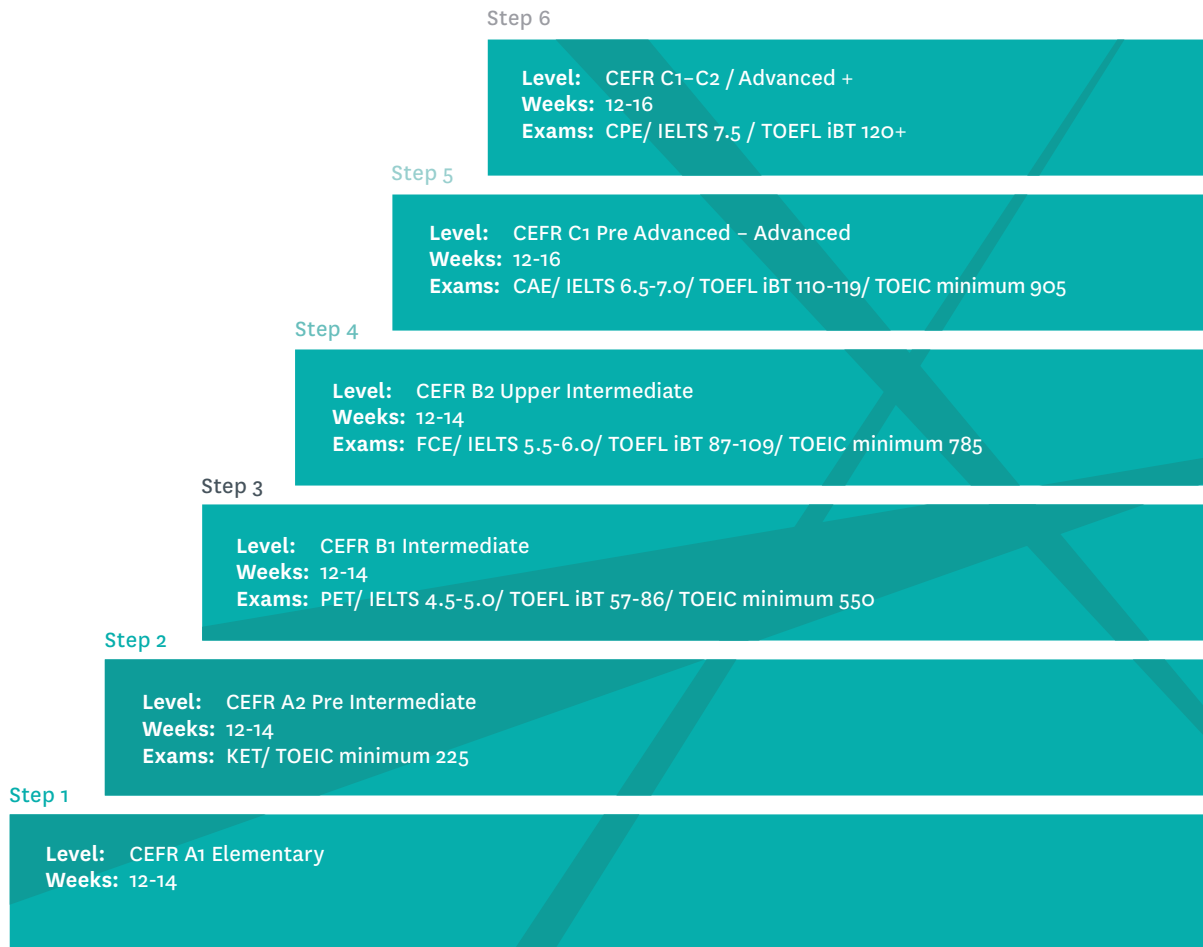 Step 6
Level: CEFR C1–C2 / Advanced +
Weeks: 12-16
Exams: CPE/ IELTS 7.5 / TOEFL iBT 120+
Step 5
Level: CEFR C1 Pre Advanced – Advanced
Weeks: 12-16
Exams: CAE/ IELTS 6.5-7.0/ TOEFL iBT 110-119/ TOEIC minimum 905
Step 4
Level: CEFR B2 Upper Intermediate
Weeks: 12-14
Exams: FCE/ IELTS 5.5-6.0/ TOEFL iBT 87-109/ TOEIC minimum 785
Step 3
Level: CEFR B1 Intermediate
Weeks: 12-14
Exams: PET/ IELTS 4.5-5.0/ TOEFL iBT 57-86/ TOEIC minimum 550
Step 2
Level: CEFR A2 Pre Intermediate
Weeks: 12-14
Exams: KET/ TOEIC minimum 225
Step 1
Level: CEFR A1 Elementary
Weeks: 12-14